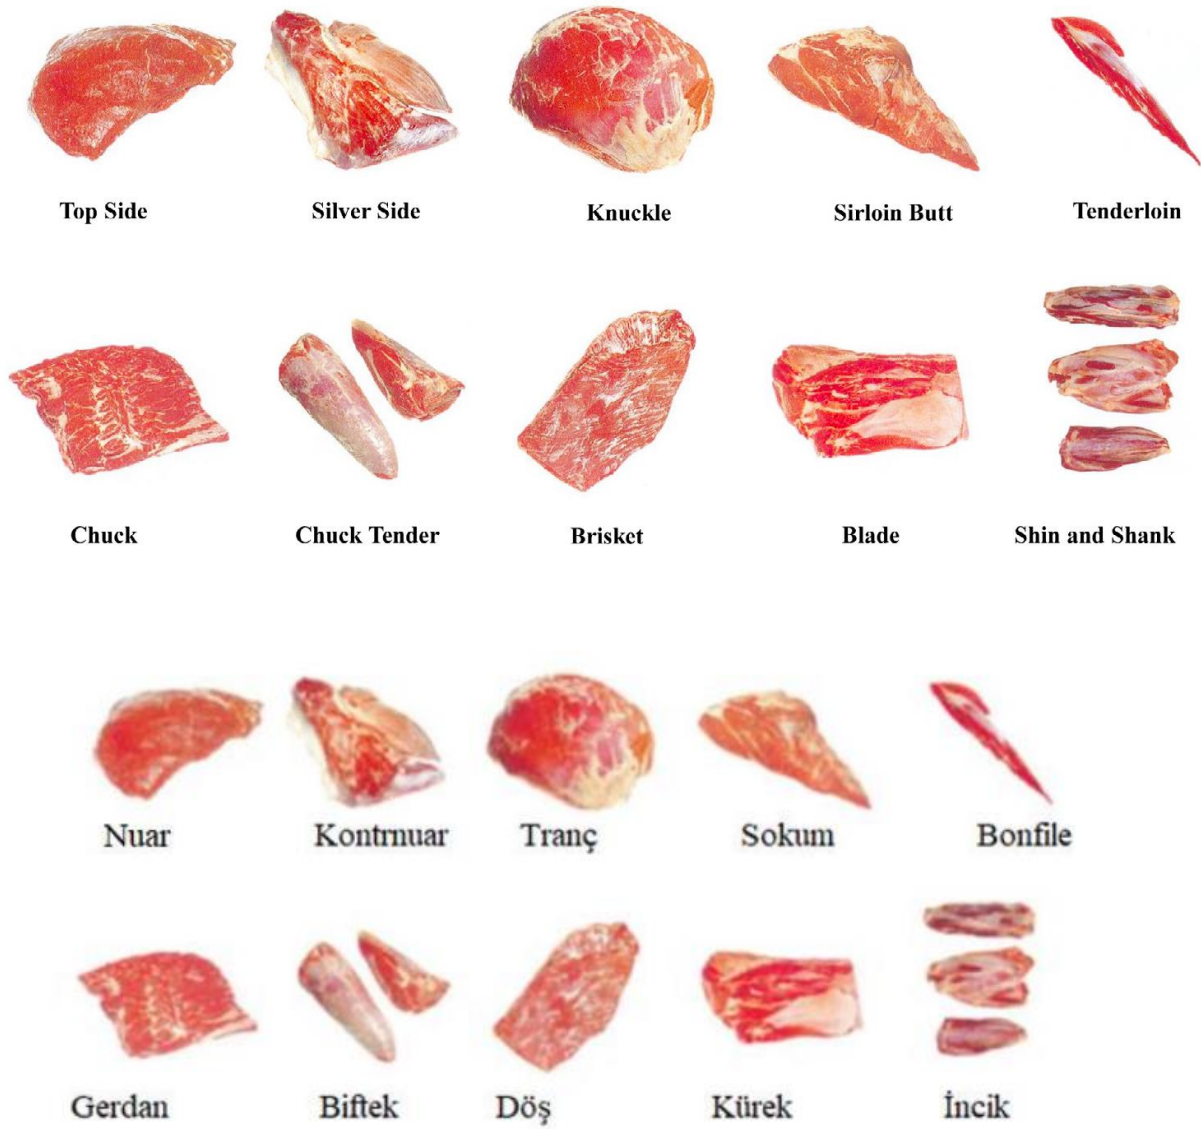 Top Side
Silver Side
Knuckle
Sirloin Butt
Tenderloin
Chuck
Chuck Tender
Brisket
Blade
Shin and Shank
Nuar
Kontrnuar
Tranç
Sokum
Bonfile
Gerdan
Biftek
Döş
Kürek
İncik